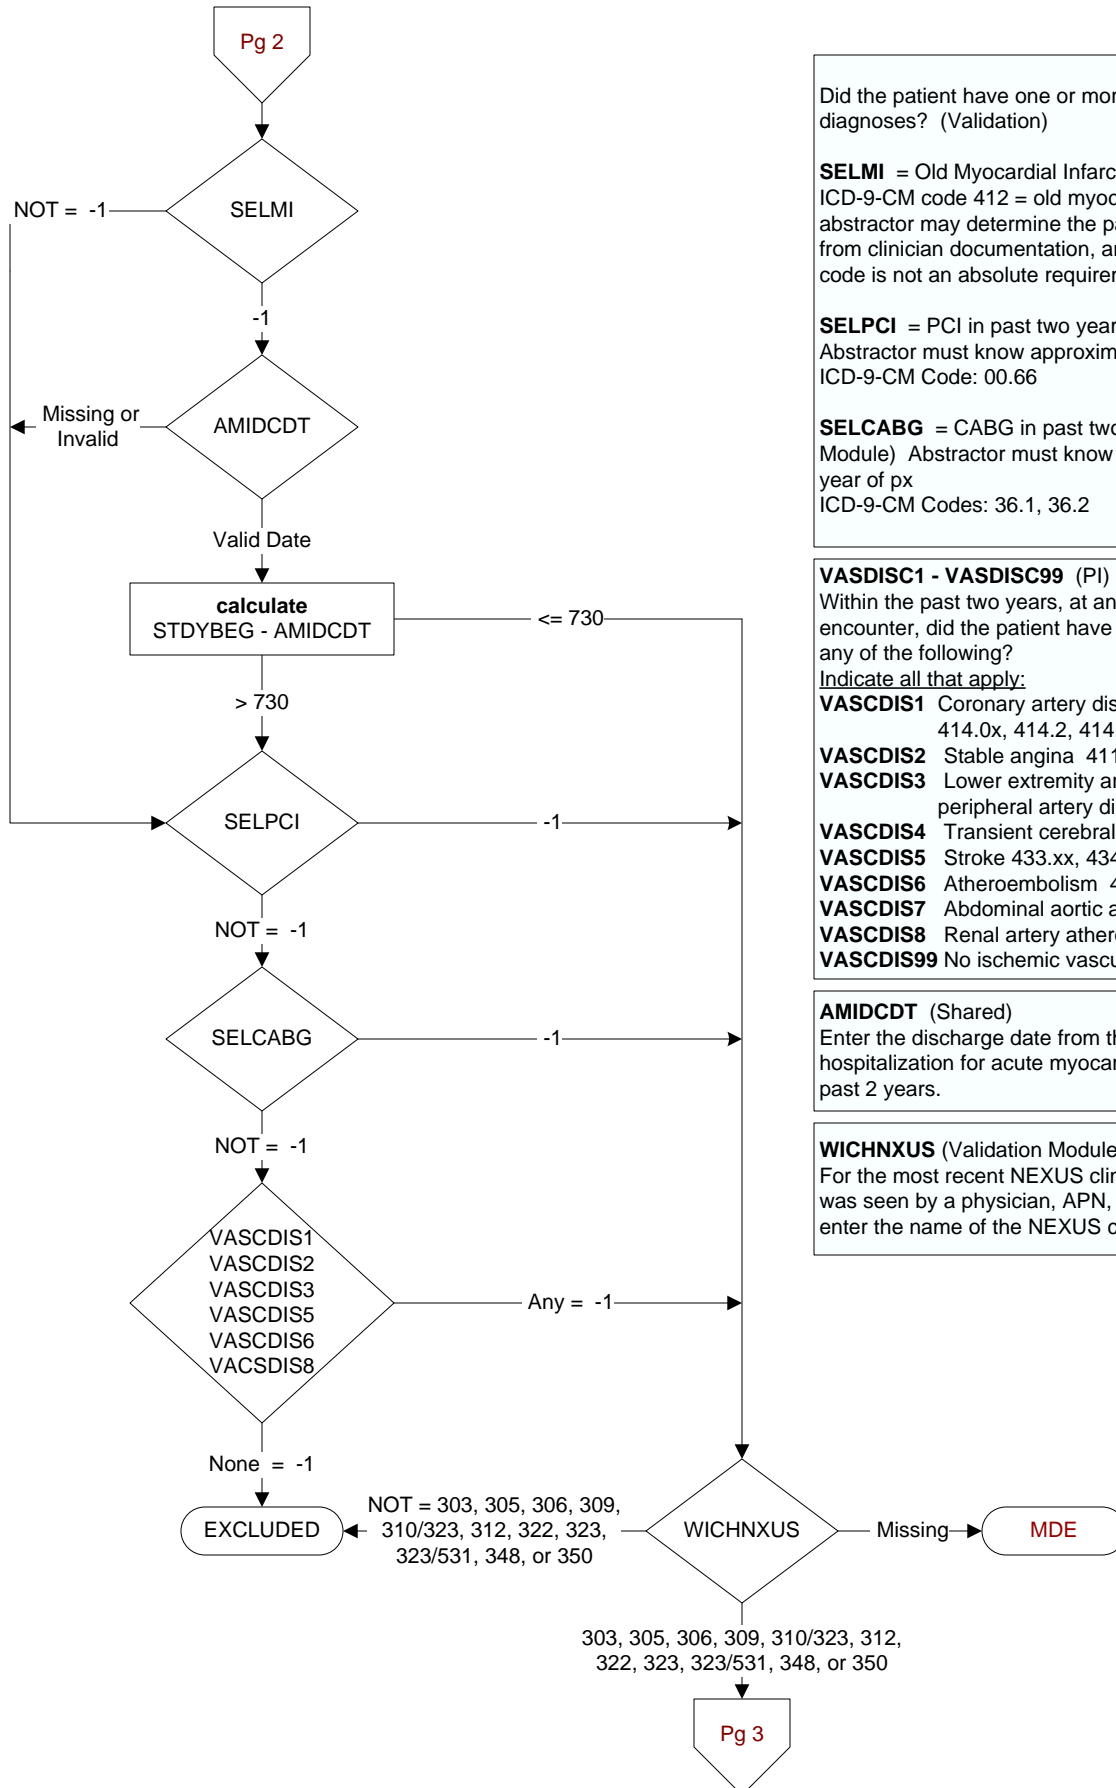 Pg 2
SELMI
NOT = -1
-1
AMIDCDT
Missing or
Invalid
Valid Date
calculate
STDYBEG - AMIDCDT
<= 730
> 730
SELPCI
-1
NOT = -1
SELCABG
-1
NOT = -1
VASCDIS1
VASCDIS2
VASCDIS3
VASCDIS5
VASCDIS6
VACSDIS8
Any = -1
None = -1
EXCLUDED
NOT = 303, 305, 306, 309,
310/323, 312, 322, 323,
323/531, 348, or 350
WICHNXUS
Missing
MDE
303, 305, 306, 309, 310/323, 312,
322, 323, 323/531, 348, or 350
Pg 3
Did the patient have one or mor
diagnoses? (Validation)
SELMI = Old Myocardial Infarc
ICD-9-CM code 412 = old myoc
abstractor may determine the pa
from clinician documentation, a
code is not an absolute requirer
SELPCI = PCI in past two year
Abstractor must know approxim
ICD-9-CM Code: 00.66
SELCABG = CABG in past two
Module) Abstractor must know
year of px
ICD-9-CM Codes: 36.1, 36.2
VASDISC1 - VASDISC99 (PI)
Within the past two years, at an
encounter, did the patient have
any of the following?
Indicate all that apply:
VASCDIS1 Coronary artery dis
414.0x, 414.2, 414.
VASCDIS2 Stable angina 411
VASCDIS3 Lower extremity a
peripheral artery di
VASCDIS4 Transient cerebral
VASCDIS5 Stroke 433.xx, 434
VASCDIS6 Atheroembolism 4
VASCDIS7 Abdominal aortic a
VASCDIS8 Renal artery ather
VASCDIS99 No ischemic vascu
AMIDCDT (Shared)
Enter the discharge date from th
hospitalization for acute myocar
past 2 years.
WICHNXUS (Validation Module
For the most recent NEXUS clin
was seen by a physician, APN,
enter the name of the NEXUS c